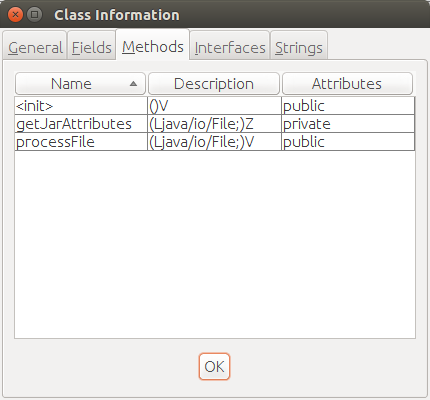 Class Information
General Fields Methods Interfaces Strings
Name Description Attributes
<init> ()V public
getJarAttributes (Ljava/io/File;)Z private
processFile (Ljava/io/File;)V public
OK